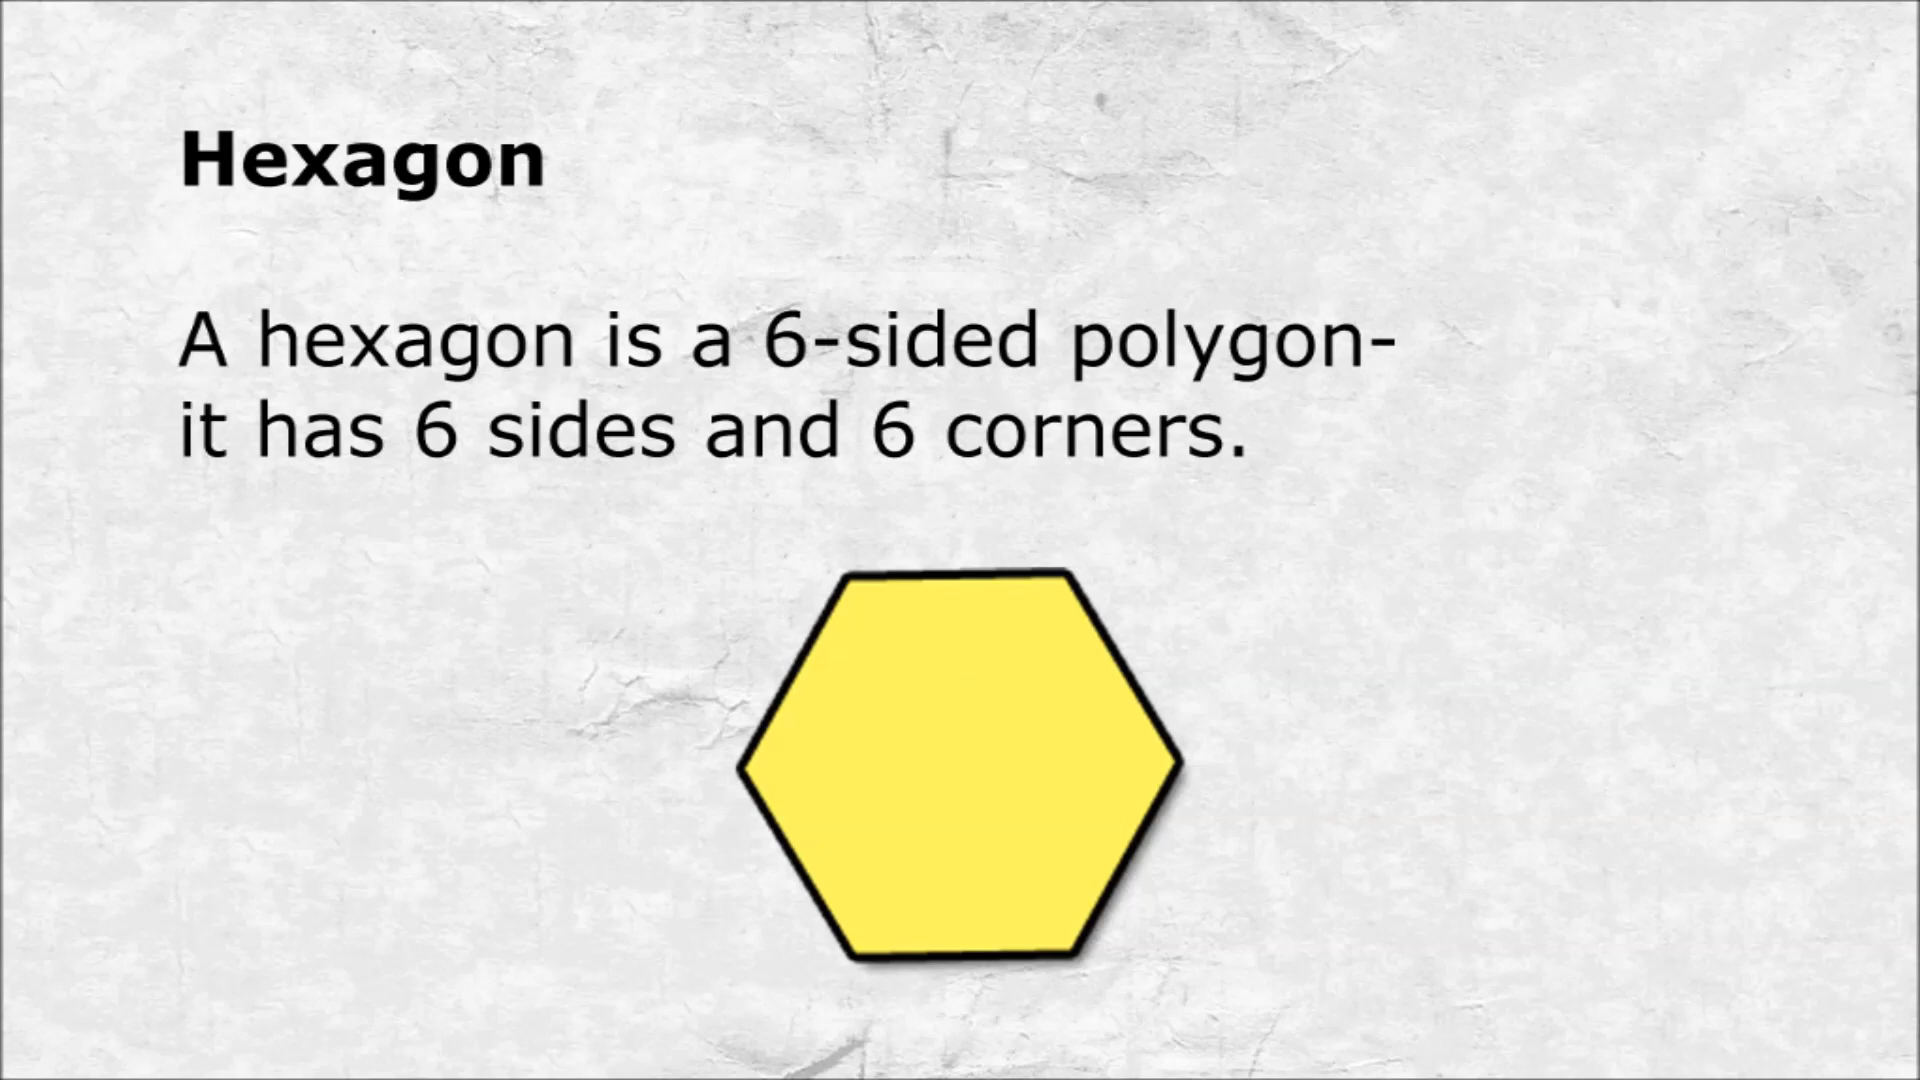 Hexagon
A hexagon is a 6-sided polygon-
it has 6 sides and 6 corners.